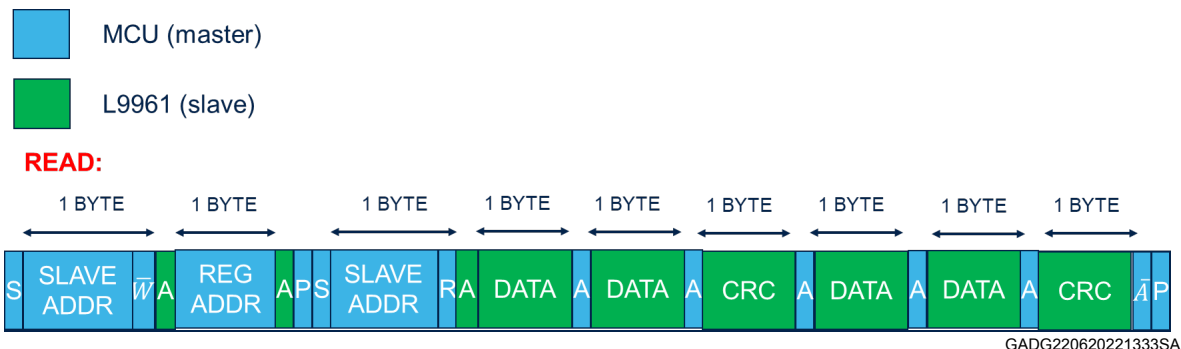 MCU (master)
L9961 (slave)
READ:
1 BYTE 1 BYTE 1 BYTE 1 BYTE 1 BYTE 1 BYTE 1 BYTE 1 BYTE 1 BYTE
S SLAVE ADDR W̅ A REG ADDR A P S SLAVE ADDR R A DATA A DATA A CRC A DATA A DATA A CRC A̅ P
GADG220620221333SA